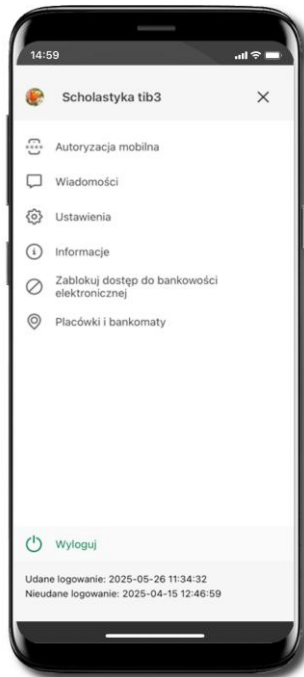 14:59
Scholastyka tib3
Autoryzacja mobilna
Wiadomości
Ustawienia
Informacje
Zablokuj dostęp do bankowości
elektronicznej
Placówki i bankomaty
Wyloguj
Udane logowanie: 2025-05-26 11:34:32
Nieudane logowanie: 2025-04-15 12:46:59